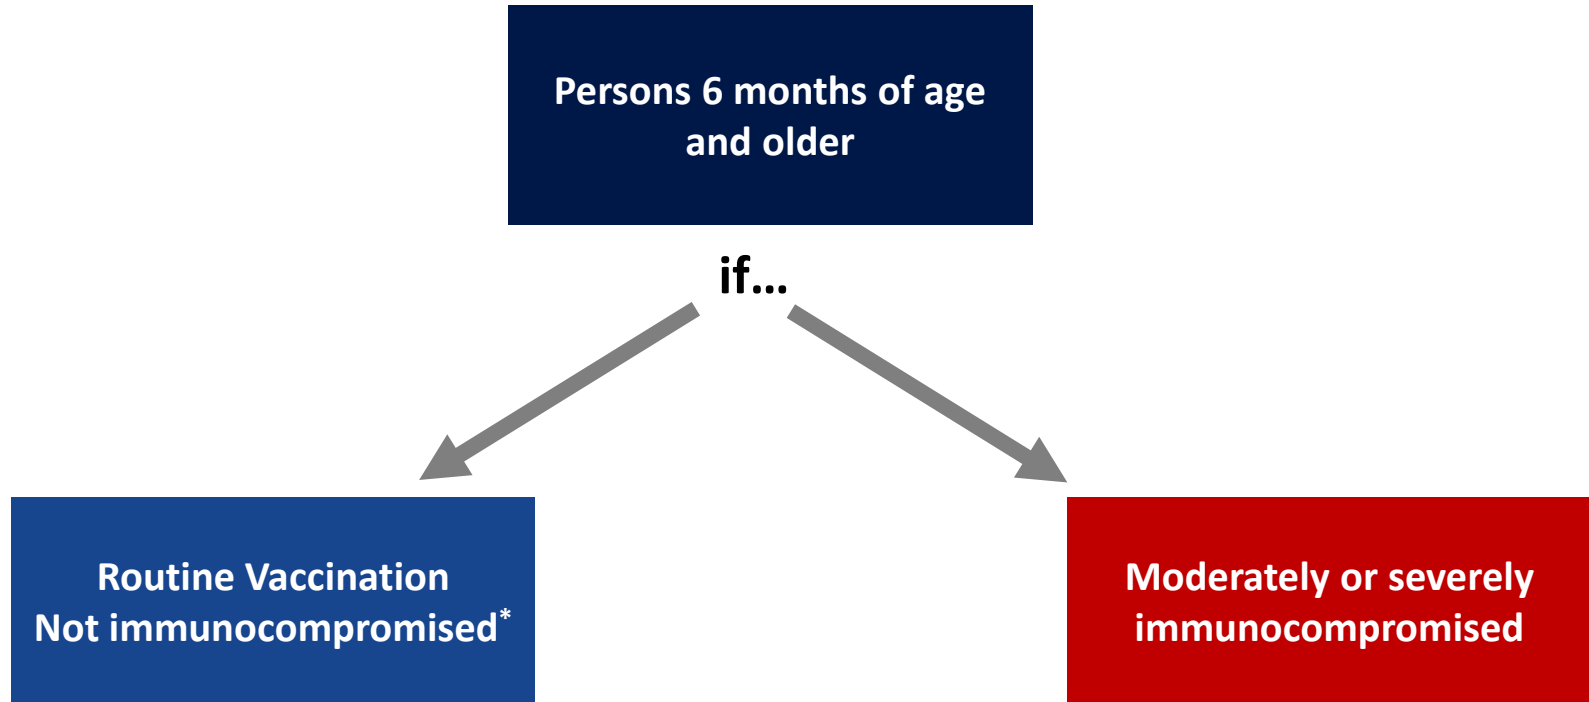 Persons 6 months of age
and older
if...
Routine Vaccination
Not immunocompromised*
Moderately or severely
immunocompromised